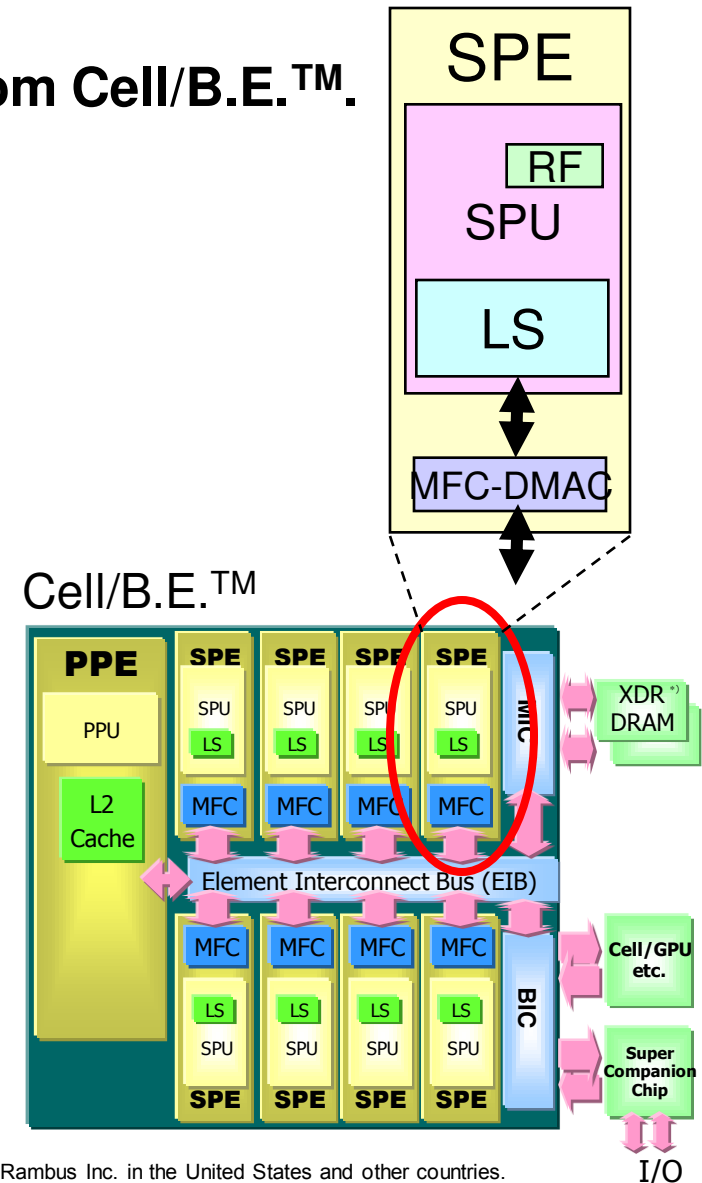 om Cell/B.E.™.
SPE
RF
SPU
LS
MFC-DMAC
Cell/B.E.™
PPE
PPU
L2
Cache
SPE SPE SPE SPE
SPU SPU SPU SPU
LS LS LS LS
MFC MFC MFC MFC
MIC
XDR *)
DRAM
Element Interconnect Bus (EIB)
MFC MFC MFC MFC
LS LS LS LS
SPU SPU SPU SPU
SPE SPE SPE SPE
BIC
Cell/GPU
etc.
Super
Companion
Chip
I/O
Rambus Inc. in the United States and other countries.